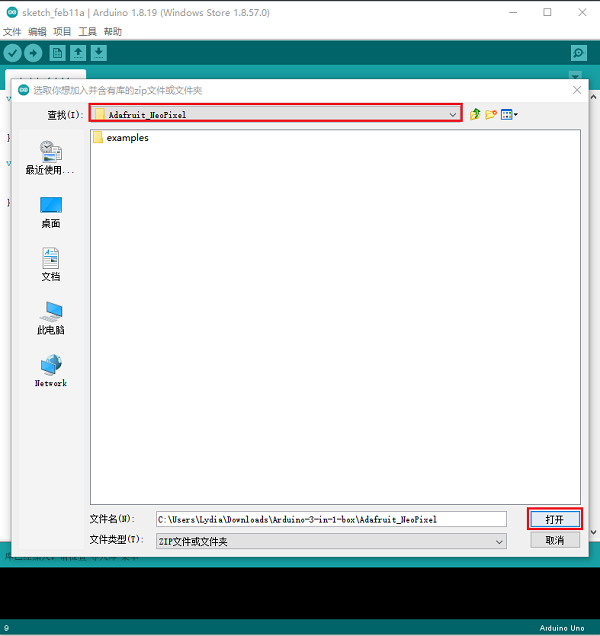 sketch_feb11a | Arduino 1.8.19 (Windows Store 1.8.57.0)
文件 编辑 项目 工具 帮助
选取你想加入并含有库的zip文件或文件夹
查找(I):
Adafruit_NeoPixel
examples
最近使用...
桌面
文档
此电脑
Network
文件名(N):
C:\Users\Lydia\Downloads\Arduino-3-in-1-box\Adafruit_NeoPixel
打开
文件类型(T):
ZIP文件或文件夹
取消
9
Arduino Uno